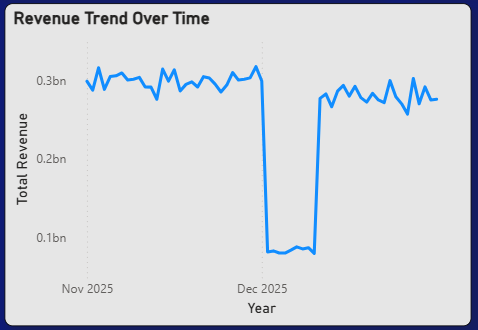 Revenue Trend Over Time
0.3bn
0.2bn
0.1bn
Total Revenue
Nov 2025 Dec 2025
Year